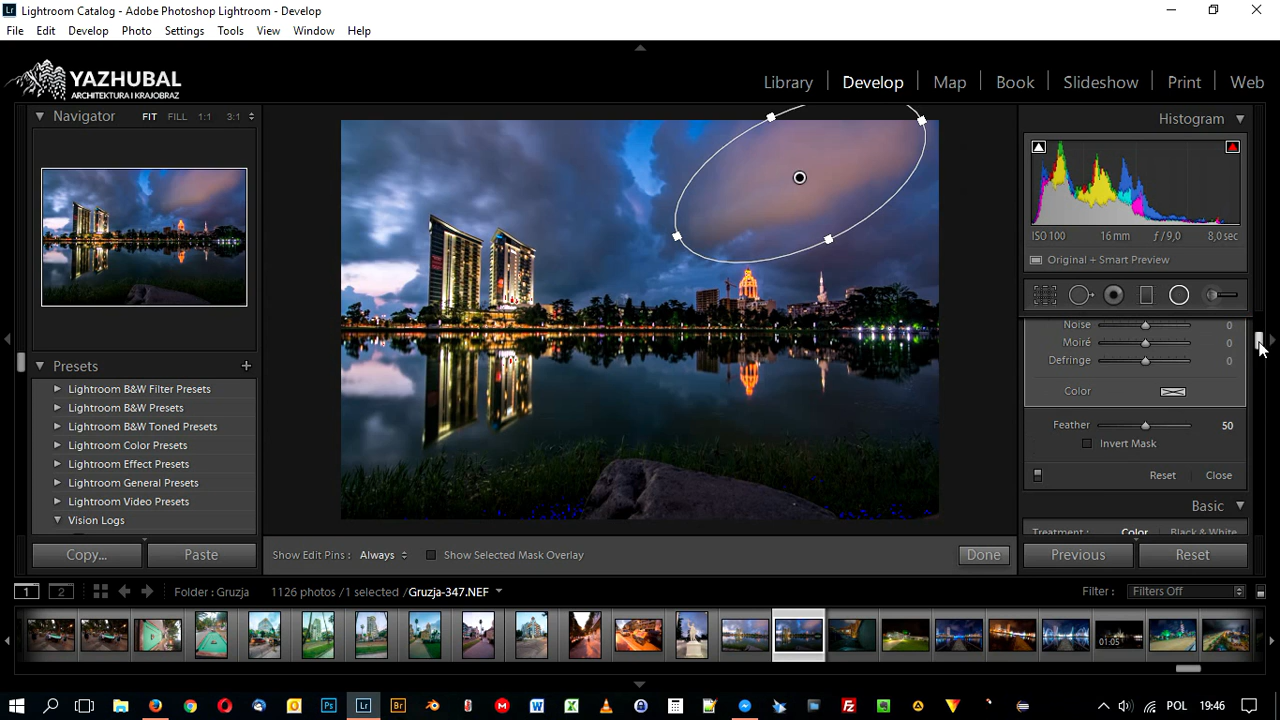 Lightroom Catalog - Adobe Photoshop Lightroom - Develop
File Edit Develop Photo Settings Tools View Window Help
YAZHUBAL
ARCHITEKTURA I KRAJOBRAZ
Library Develop Map Book Slideshow Print Web
Navigator FIT FILL 1:1 3:1
Histogram
ISO 100 16 mm ƒ / 9,0 8,0 sec
Original + Smart Preview
Noise 0
Moiré 0
Defringe 0
Color
Feather 50
Invert Mask
Reset Close
Basic
Treatment : Color Black & White
Presets +
Lightroom B&W Filter Presets
Lightroom B&W Presets
Lightroom B&W Toned Presets
Lightroom Color Presets
Lightroom Effect Presets
Lightroom General Presets
Lightroom Video Presets
Vision Logs
Copy... Paste
Show Edit Pins : Always Show Selected Mask Overlay Done
Previous Reset
1 2 Folder : Gruzja 1126 photos / 1 selected / Gruzja-347.NEF Filter : Filters Off
01:05
POL 19:46